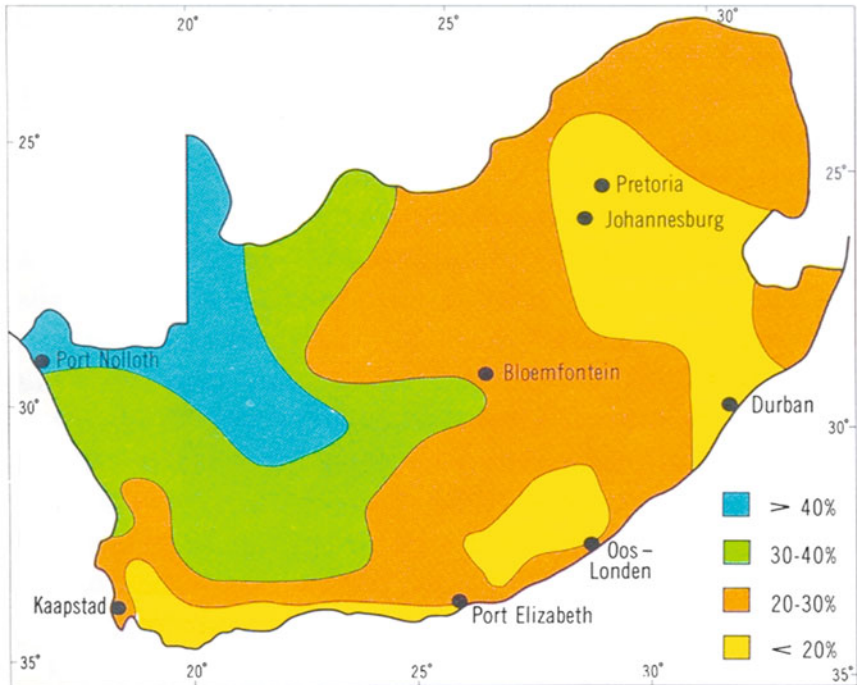 20°
25°
30°
25°
25°
Pretoria
Johannesburg
Port Nolloth
Bloemfontein
30°
Durban
30°
> 40%
30-40%
Oos-
Londen
20-30%
Kaapstad
Port Elizabeth
< 20%
35°
20°
25°
30°
35°